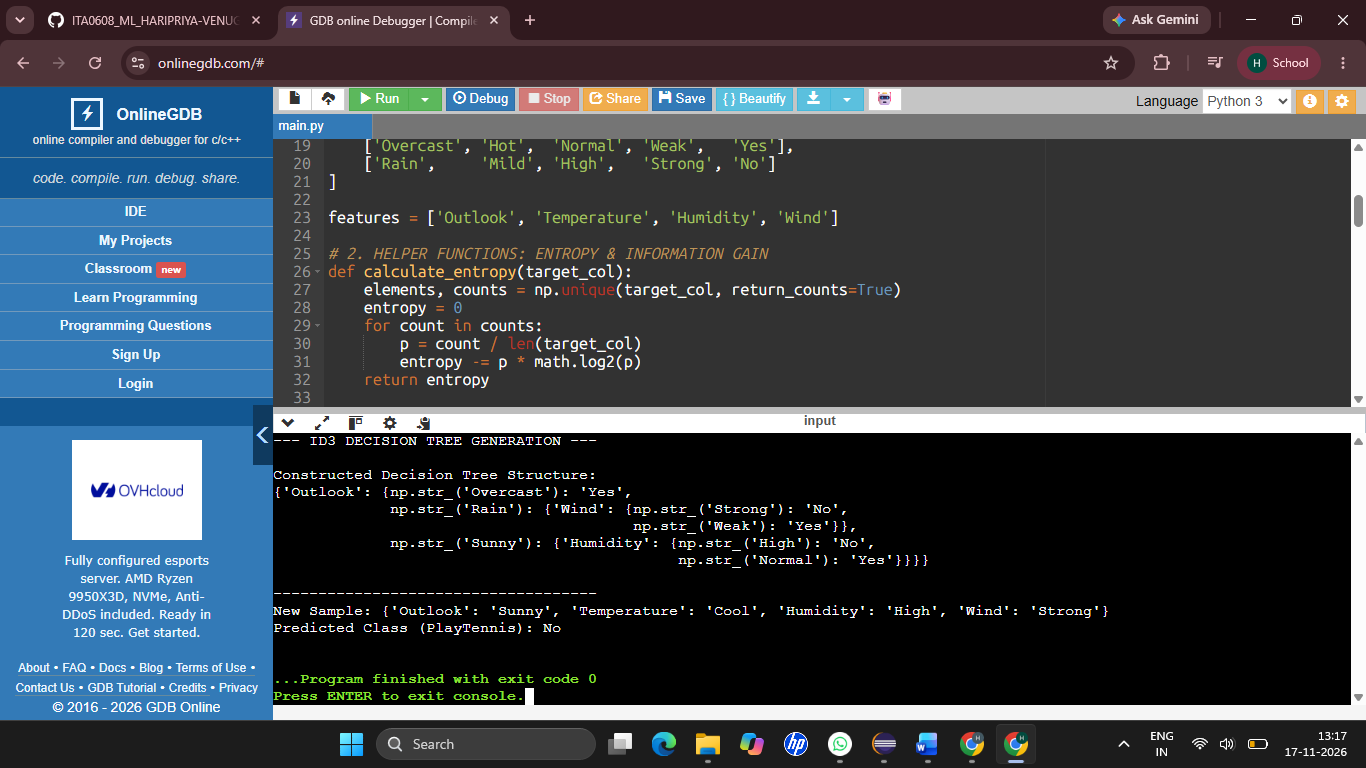 ITA0608_ML_HARIPRIYA-VENUG
GDB online Debugger | Compile
Ask Gemini
onlinegdb.com/#
H School
OnlineGDB
online compiler and debugger for c/c++
code. compile. run. debug. share.
IDE
My Projects
Classroom new
Learn Programming
Programming Questions
Sign Up
Login
OVHcloud
Fully configured esports
server. AMD Ryzen
9950X3D, NVMe, Anti-
DDoS included. Ready in
120 sec. Get started.
About • FAQ • Docs • Blog • Terms of Use •
Contact Us • GDB Tutorial • Credits • Privacy
© 2016 - 2026 GDB Online
Run Debug Stop Share Save { } Beautify
Language Python 3
main.py
19 ['Overcast', 'Hot', 'Normal', 'Weak', 'Yes'],
20 ['Rain', 'Mild', 'High', 'Strong', 'No']
21 ]
22
23 features = ['Outlook', 'Temperature', 'Humidity', 'Wind']
24
25 # 2. HELPER FUNCTIONS: ENTROPY & INFORMATION GAIN
26 def calculate_entropy(target_col):
27 elements, counts = np.unique(target_col, return_counts=True)
28 entropy = 0
29 for count in counts:
30 p = count / len(target_col)
31 entropy -= p * math.log2(p)
32 return entropy
33
input
--- ID3 DECISION TREE GENERATION ---
Constructed Decision Tree Structure:
{'Outlook': {np.str_('Overcast'): 'Yes',
np.str_('Rain'): {'Wind': {np.str_('Strong'): 'No',
np.str_('Weak'): 'Yes'}},
np.str_('Sunny'): {'Humidity': {np.str_('High'): 'No',
np.str_('Normal'): 'Yes'}}}}
------------------------------------
New Sample: {'Outlook': 'Sunny', 'Temperature': 'Cool', 'Humidity': 'High', 'Wind': 'Strong'}
Predicted Class (PlayTennis): No
...Program finished with exit code 0
Press ENTER to exit console.
Search
ENG
IN
13:17
17-11-2026